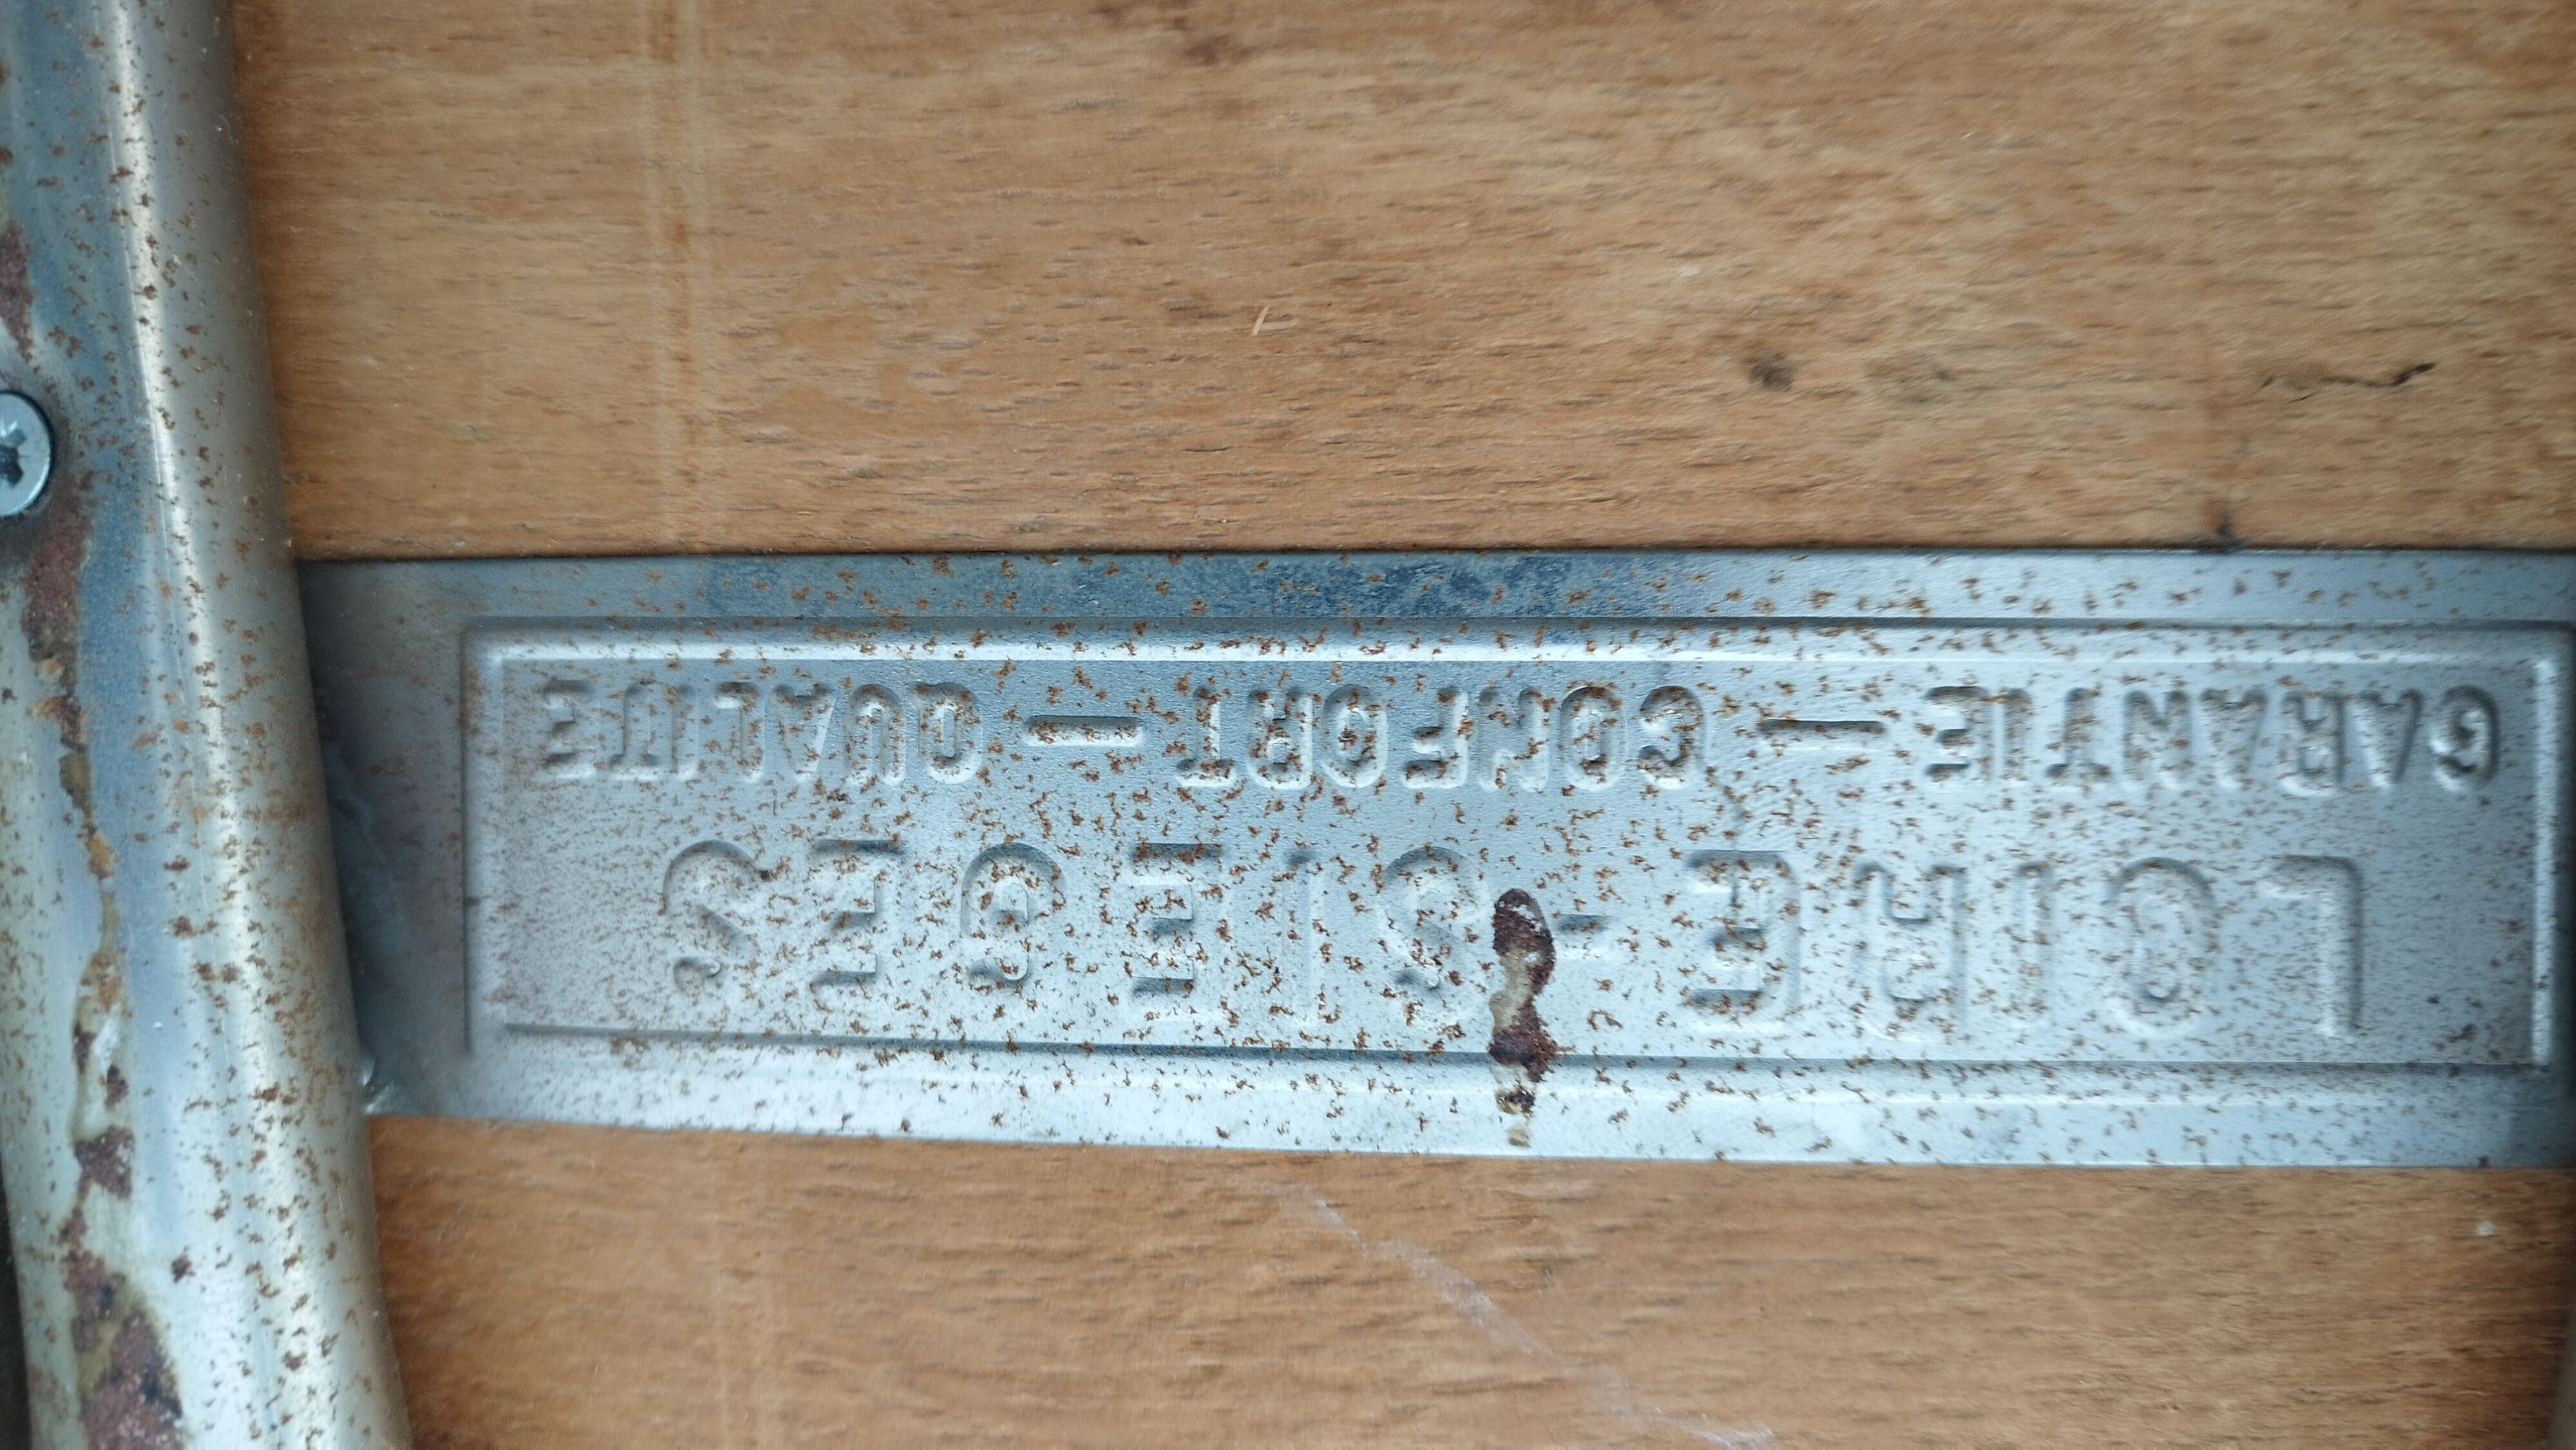 LOIRE-SIEGES
GARANTIE — CONFORT — QUALITE